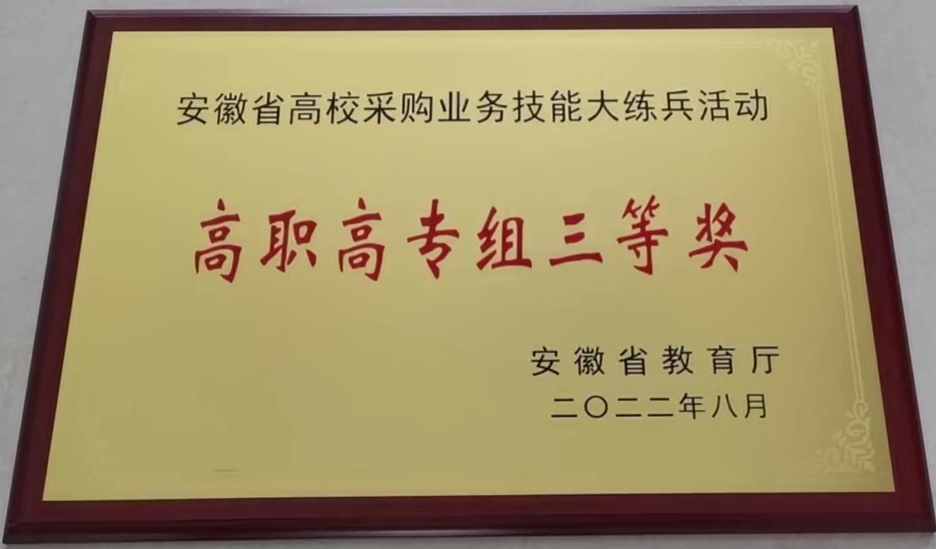 安徽省高校采购业务技能大练兵活动
高职高专组三等奖
安徽省教育厅
二〇二二年八月